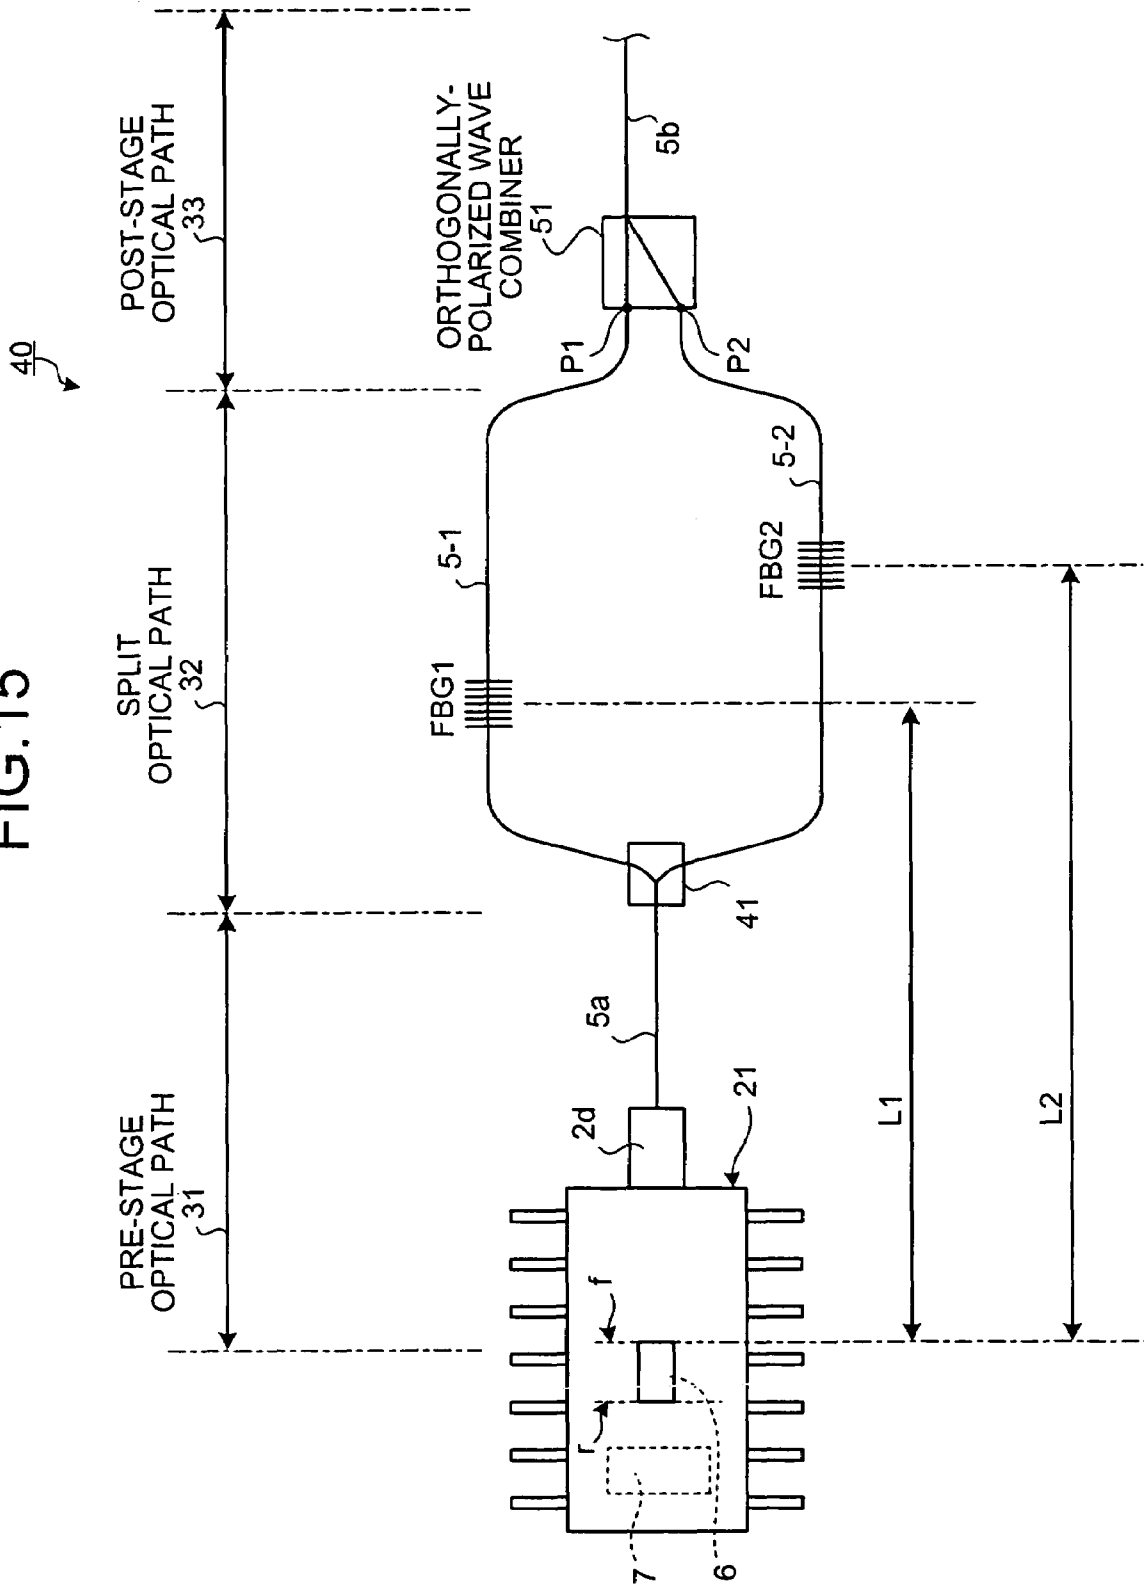 FIG.15
40
PRE-STAGE
OPTICAL PATH
31
SPLIT
OPTICAL PATH
32
POST-STAGE
OPTICAL PATH
33
ORTHOGONALLY-
POLARIZED WAVE
COMBINER
51
5-1
FBG1
P1
5b
2d
5a
41
P2
5-2
FBG2
21
f
r
7
6
L1
L2